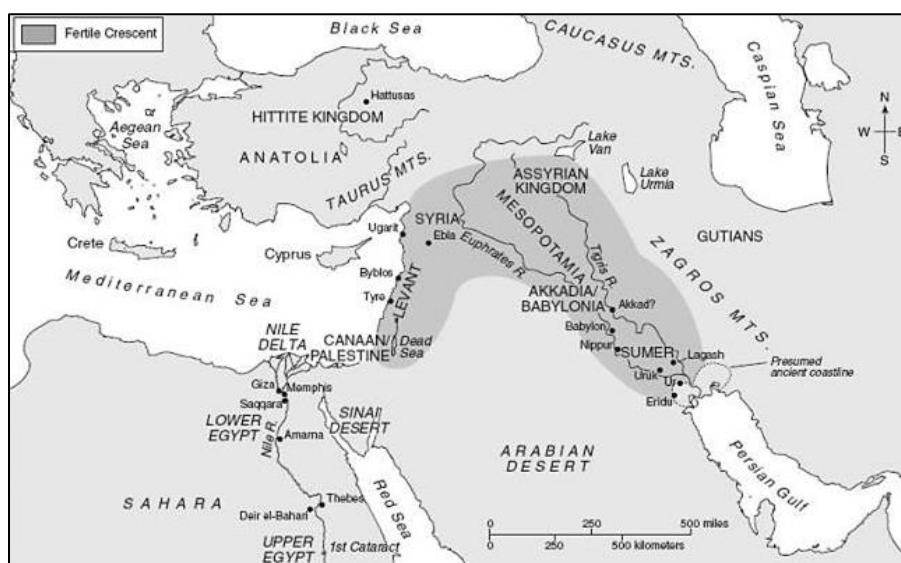 Fertile Crescent
Black Sea
CAUCASUS MTS.
Caspian Sea
N
W E
S
Hattusas
HITTITE KINGDOM
Aegean
Sea
ANATOLIA
TAURUS MTS.
Lake
Van
Lake
Urmia
ASSYRIAN
KINGDOM
MESOPOTAMIA
Tigris R.
GUTIANS
ZAGROS MTS.
Crete
Cyprus
Ugarit
SYRIA
Ebla
Euphrates R.
Mediterranean Sea
Byblos
Tyre
LEVANT
AKKADIA/
BABYLONIA
Akkad?
Babylon
Nippur
SUMER
Lagash
Uruk
Ur
Eridu
Presumed
ancient coastline
NILE
DELTA
CANAAN/
PALESTINE
Dead
Sea
Giza
Memphis
Saqqara
LOWER
EGYPT
Nile R.
Amarna
SINAI
DESERT
ARABIAN
DESERT
Persian Gulf
SAHARA
Thebes
Deir el-Bahari
Red Sea
UPPER
EGYPT
1st Cataract
0 250 500 miles
0 250 500 kilometers